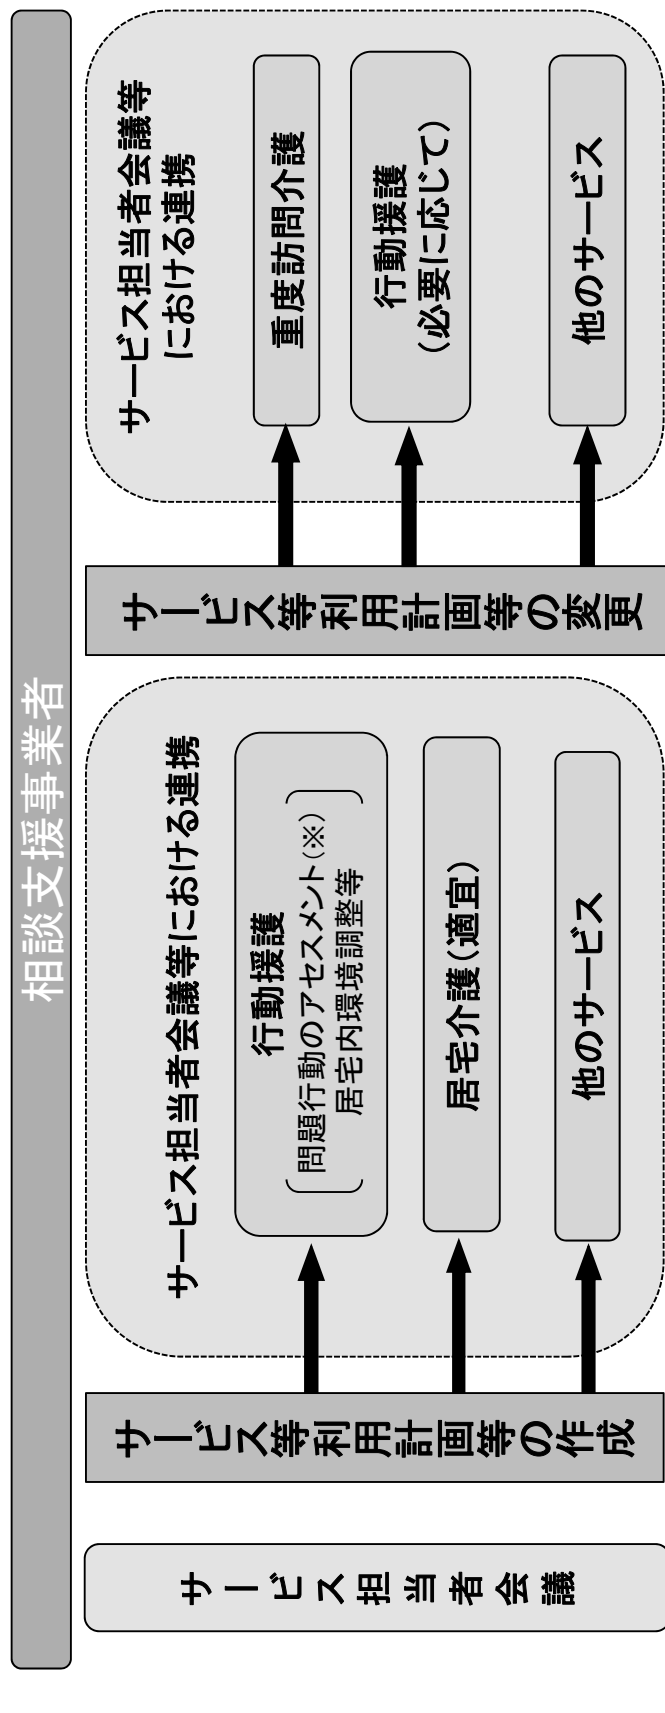 相談支援事業者
サービス担当者会議
サービス等利用計画等の作成
サービス担当者会議等における連携
行動援護
問題行動のアセスメント(※)
居宅内環境調整等
居宅介護(適宜)
他のサービス
サービス等利用計画等の変更
サービス担当者会議等
における連携
重度訪問介護
行動援護
(必要に応じて)
他のサービス